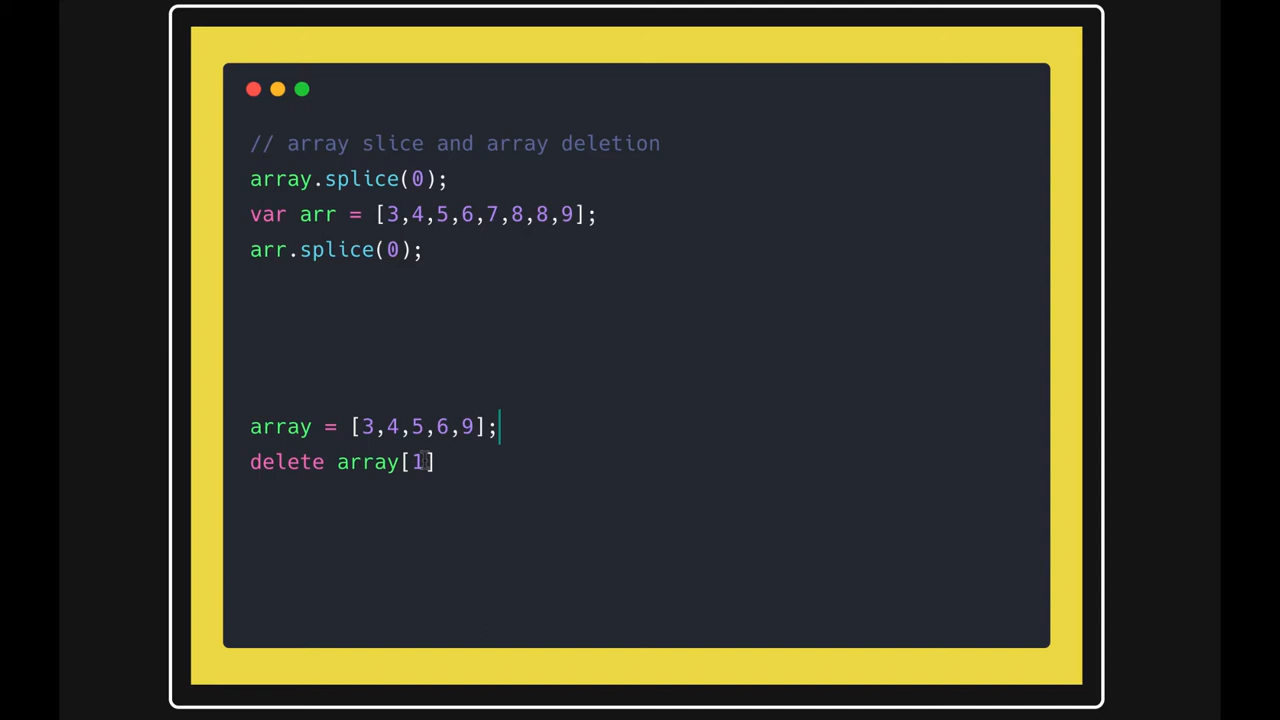 // array slice and array deletion
array.splice(0);
var arr = [3,4,5,6,7,8,8,9];
arr.splice(0);
array = [3,4,5,6,9];
delete array[1]